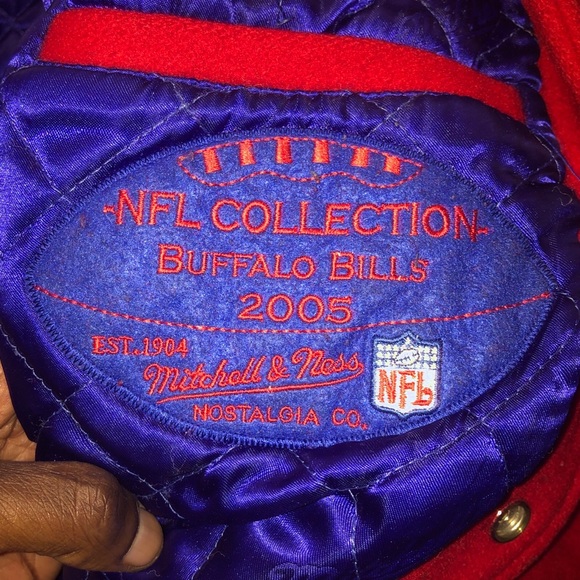 -NFL COLLECTION-
BUFFALO BILLS
2005
EST. 1904
Mitchell & Ness
NOSTALGIA CO.
NFL